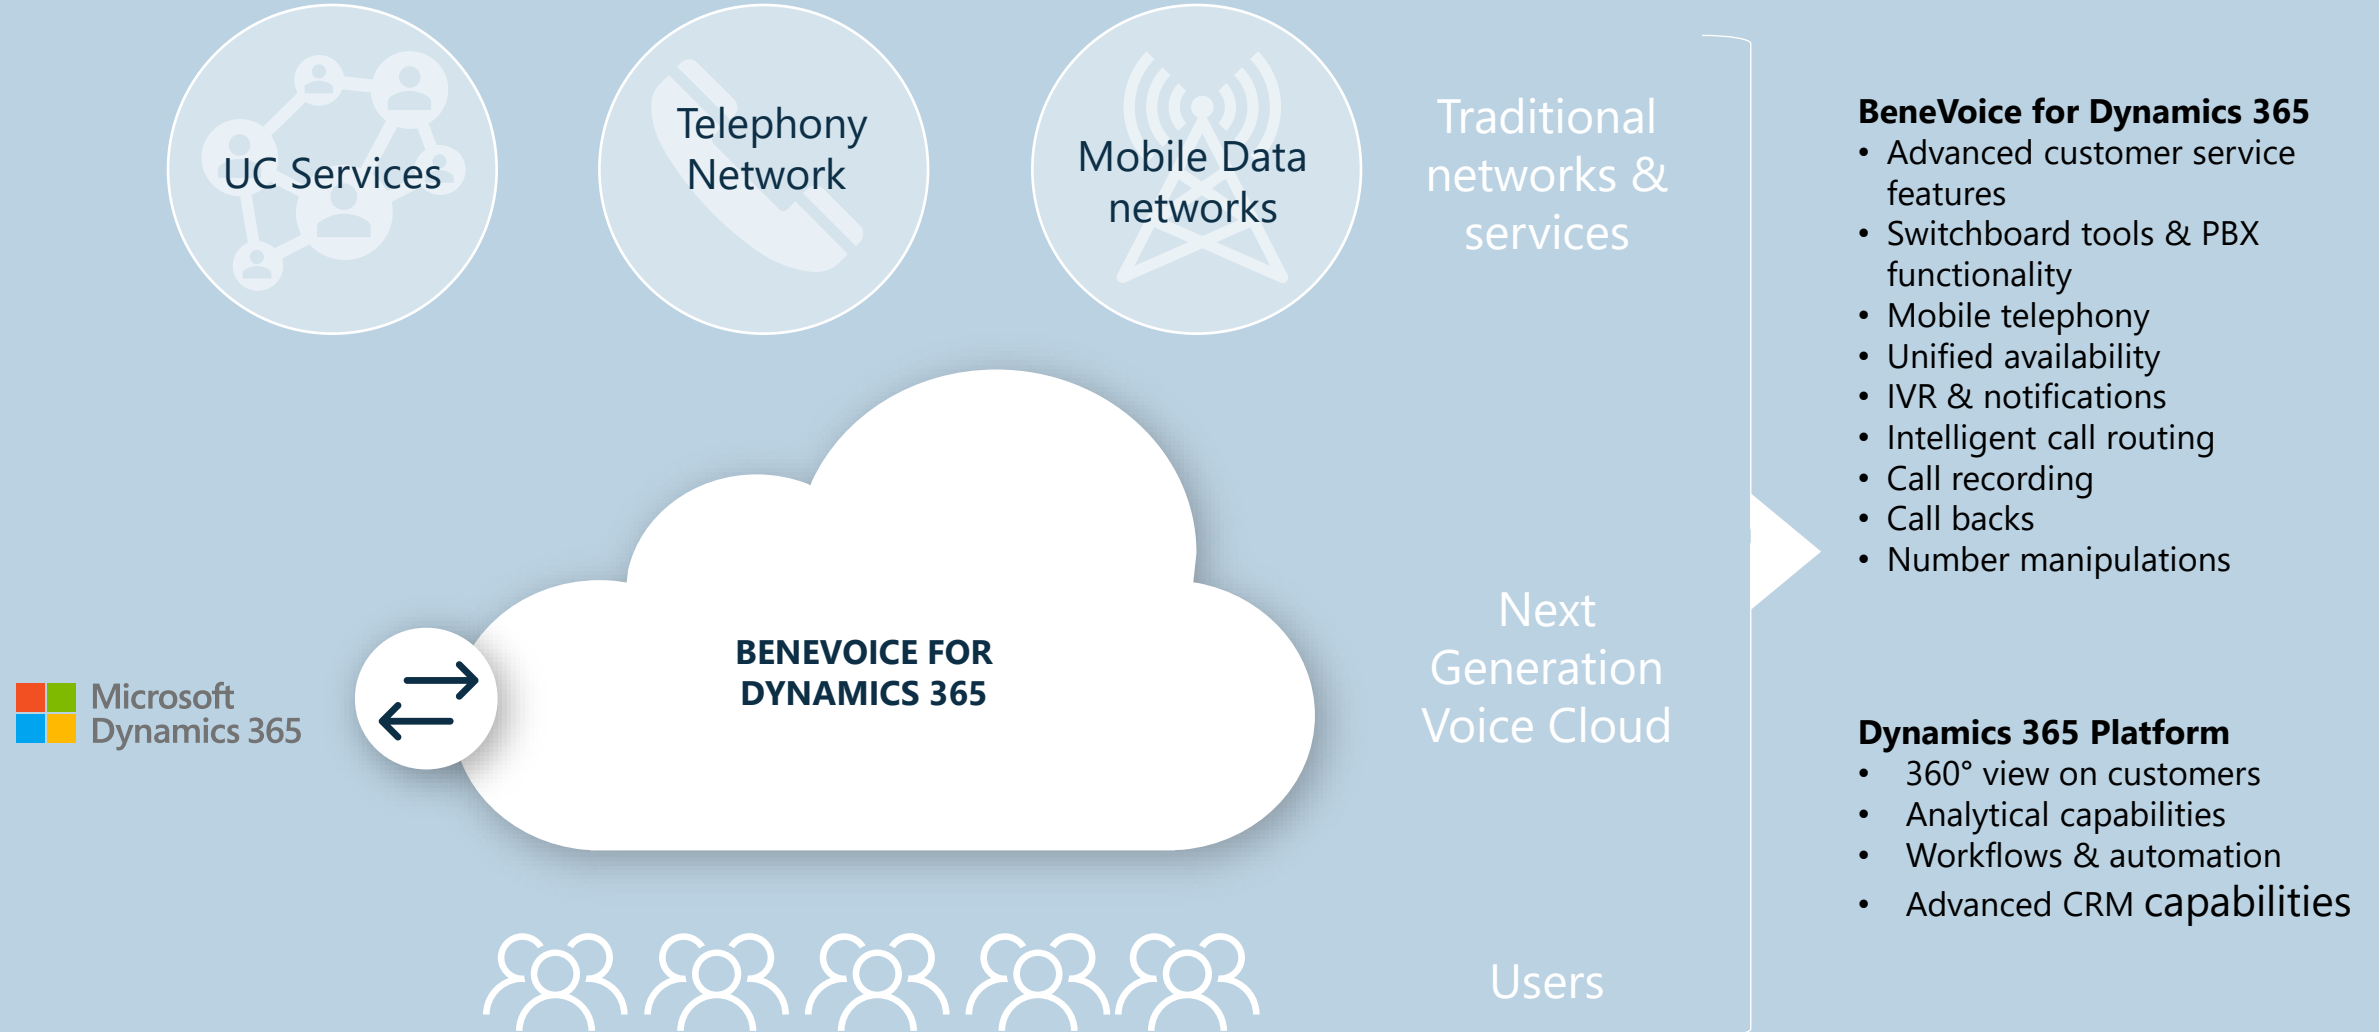 UC Services
Telephony
Network
Mobile Data
networks
Traditional
networks &
services
BENEVOICE FOR
DYNAMICS 365
Microsoft
Dynamics 365
Next
Generation
Voice Cloud
Users
BeneVoice for Dynamics 365
• Advanced customer service
features
• Switchboard tools & PBX
functionality
• Mobile telephony
• Unified availability
• IVR & notifications
• Intelligent call routing
• Call recording
• Call backs
• Number manipulations
Dynamics 365 Platform
• 360° view on customers
• Analytical capabilities
• Workflows & automation
• Advanced CRM capabilities